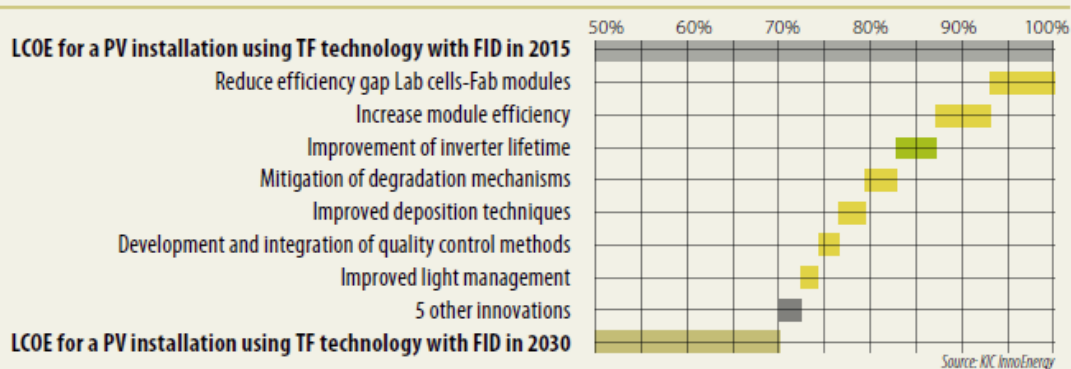 50% 60% 70% 80% 90% 100%
LCOE for a PV installation using TF technology with FID in 2015
Reduce efficiency gap Lab cells-Fab modules
Increase module efficiency
Improvement of inverter lifetime
Mitigation of degradation mechanisms
Improved deposition techniques
Development and integration of quality control methods
Improved light management
5 other innovations
LCOE for a PV installation using TF technology with FID in 2030
Source: KIC InnoEnergy